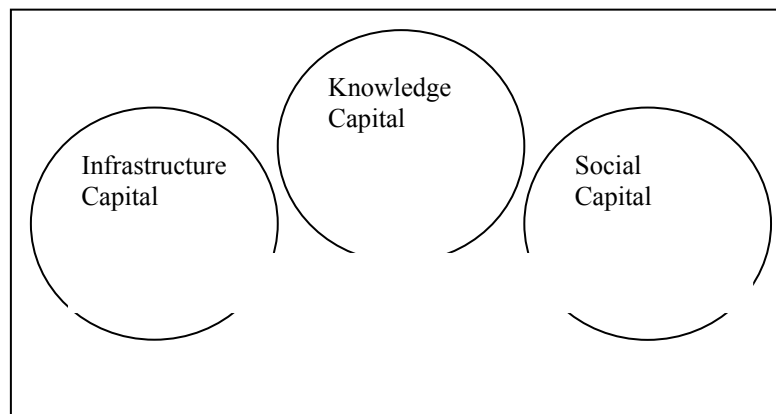 Knowledge
Capital
Infrastructure
Capital
Social
Capital